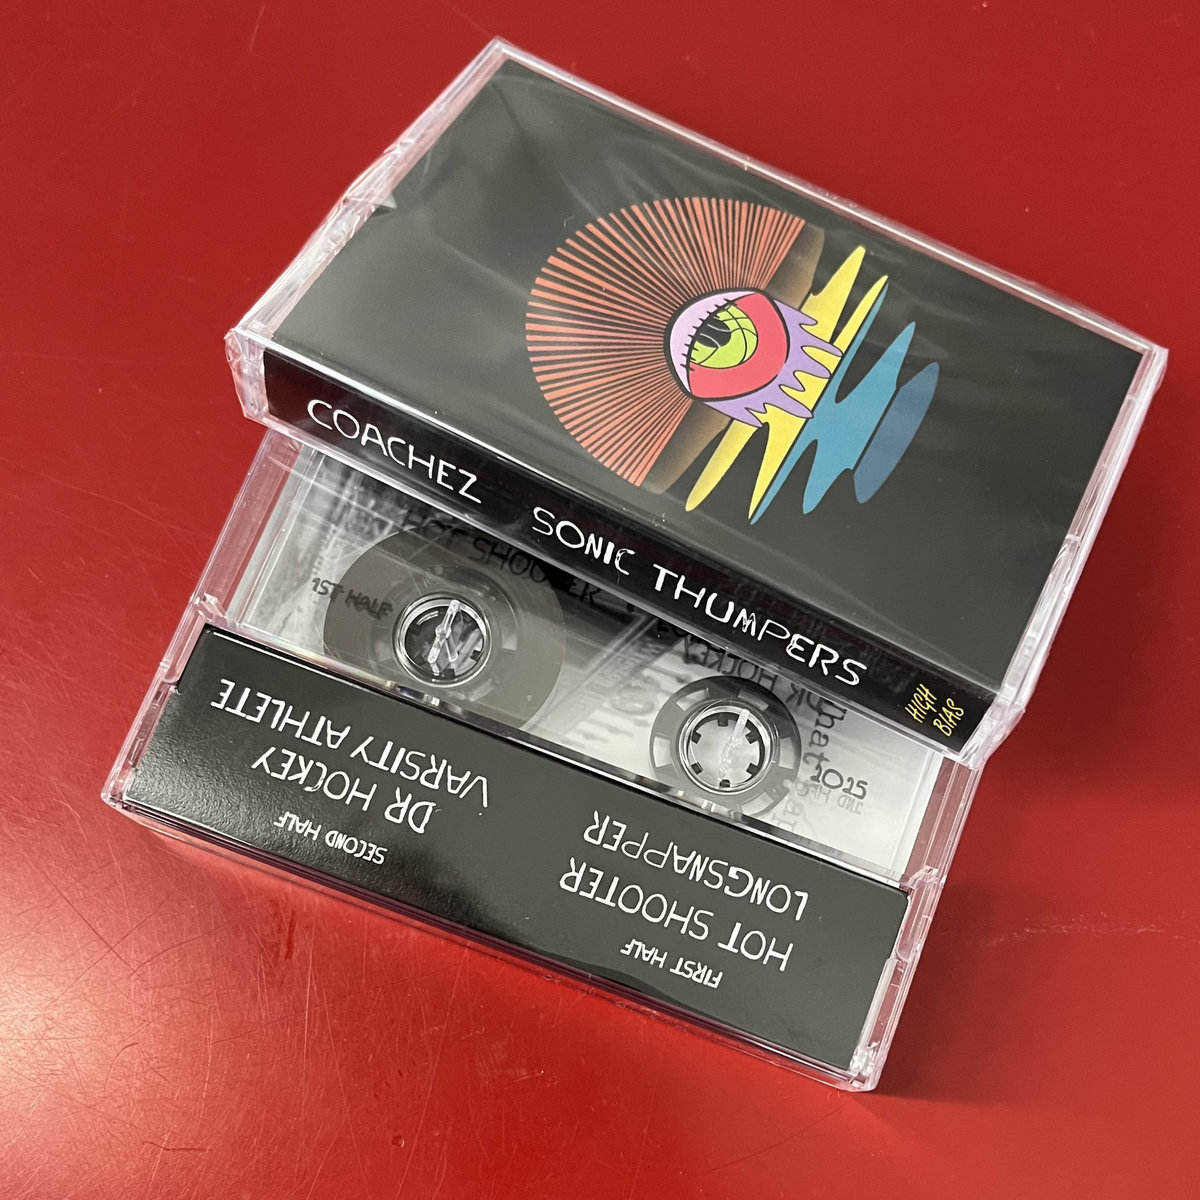 COACHEZ SONIC THUMPERS
HIGH
BIAS
1ST HALF
FIRST HALF
HOT SHOOTER
LONGSNAPPER
SECOND HALF
DR HOCKEY
VARSITY ATHLETE